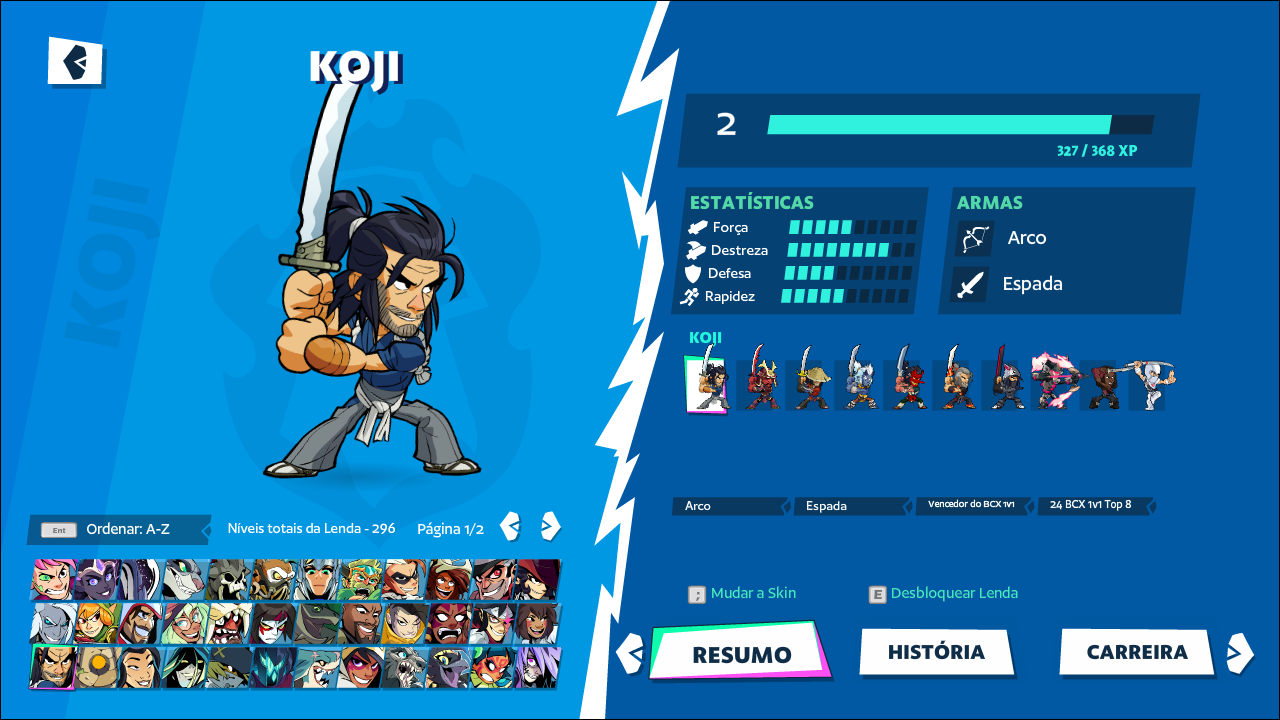 KOJI
KOJI
2
327 / 368 XP
ESTATÍSTICAS
Força
Destreza
Defesa
Rapidez
ARMAS
Arco
Espada
KOJI
Arco
Espada
Vencedor do BCX 1v1
24 BCX 1v1 Top 8
Ent
Ordenar: A-Z
Níveis totais da Lenda - 296
Página 1/2
; Mudar a Skin
E Desbloquear Lenda
RESUMO
HISTÓRIA
CARREIRA